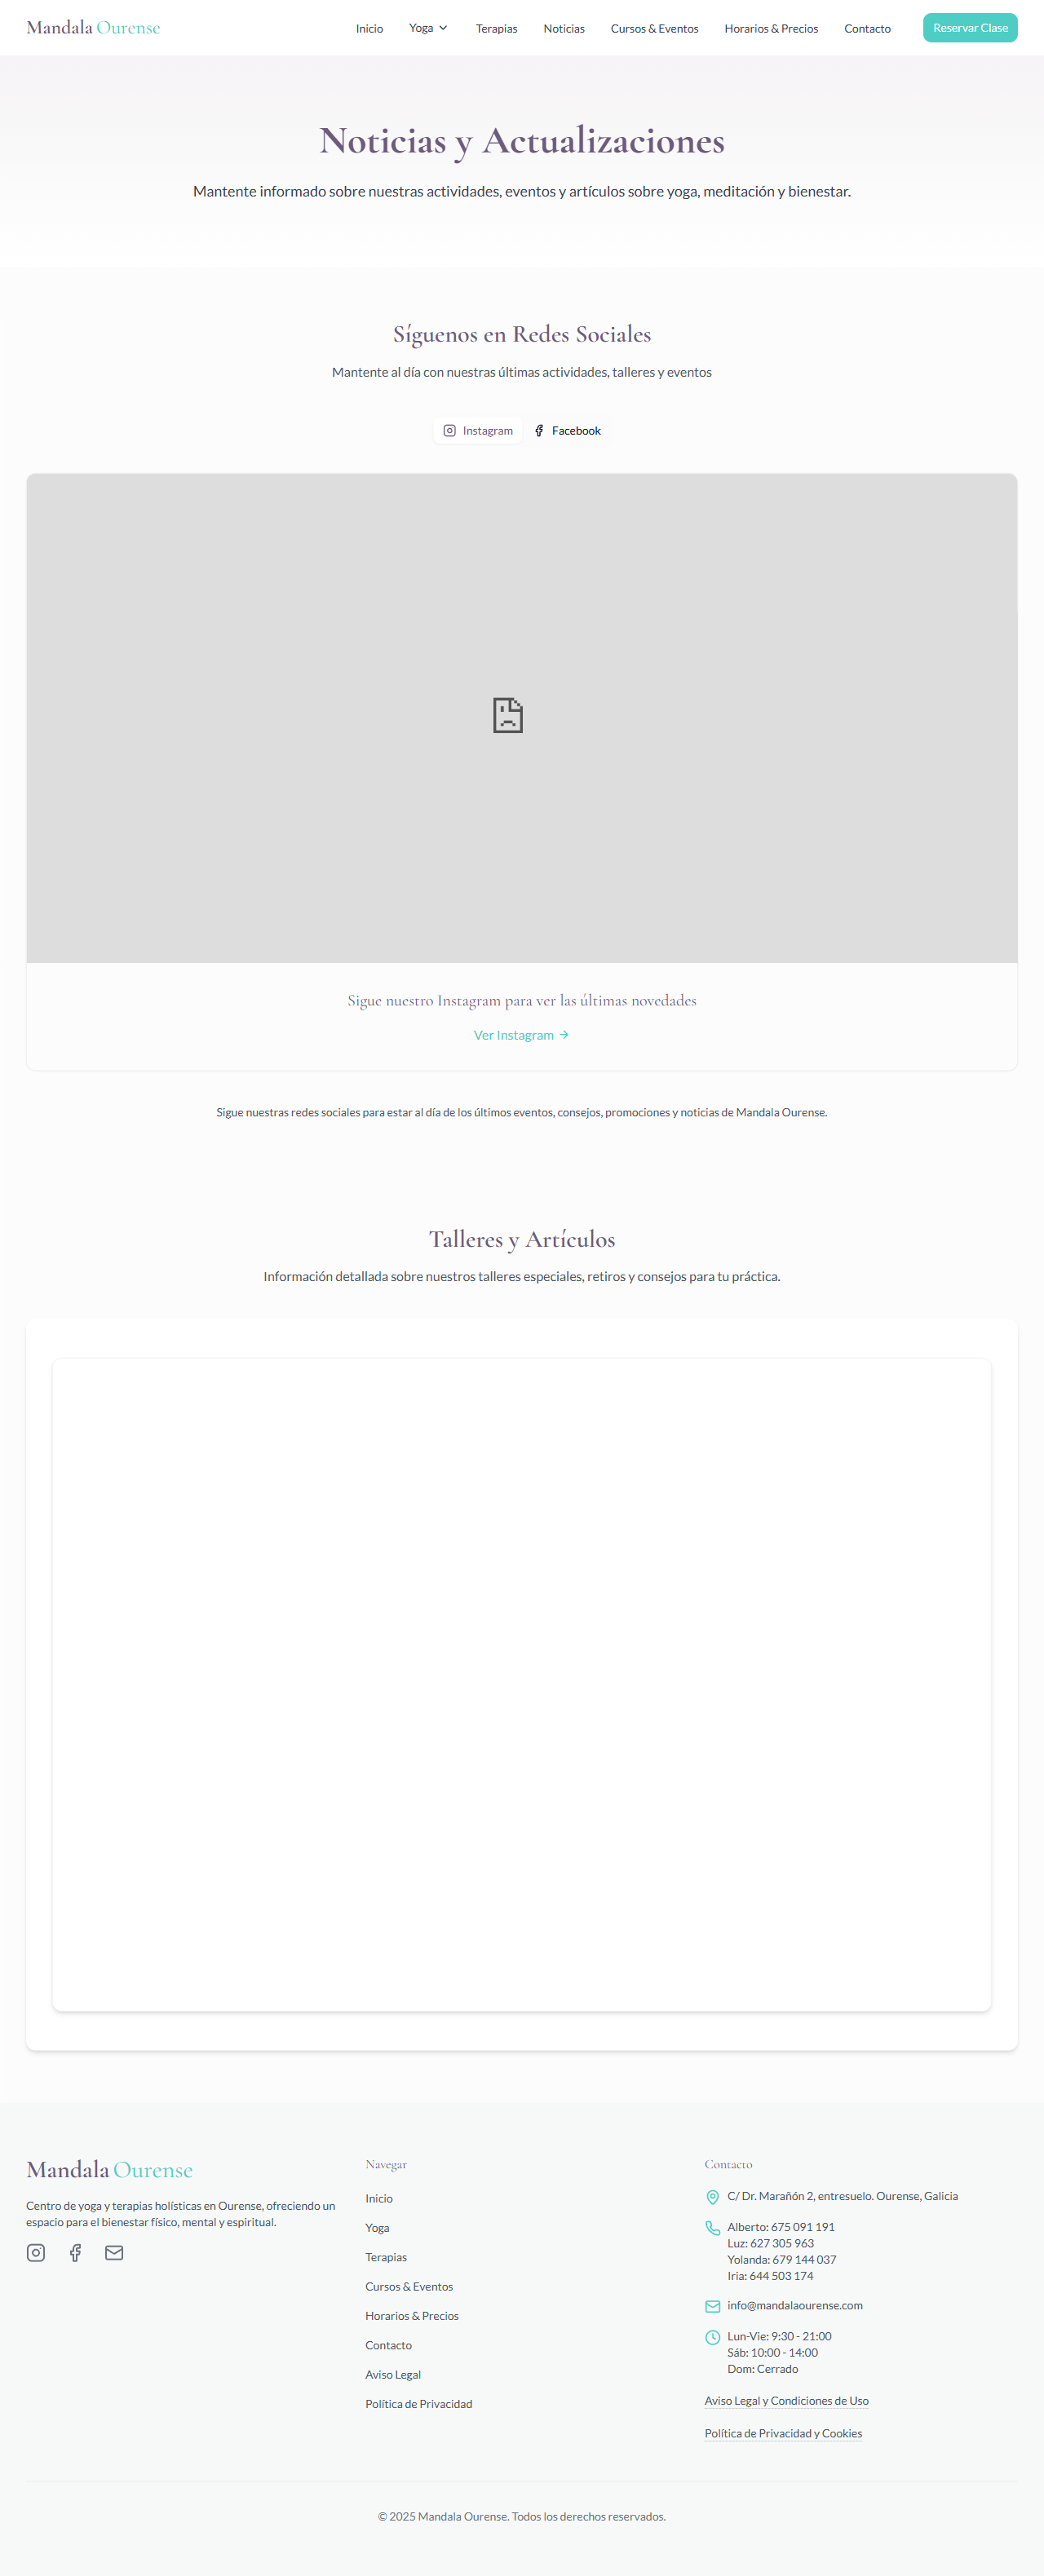 Mandala Ourense
Inicio
Yoga
Terapias
Noticias
Cursos & Eventos
Horarios & Precios
Contacto
Reservar Clase
Noticias y Actualizaciones
Mantente informado sobre nuestras actividades, eventos y artículos sobre yoga, meditación y bienestar.
Síguenos en Redes Sociales
Mantente al día con nuestras últimas actividades, talleres y eventos
Instagram
Facebook
Sigue nuestro Instagram para ver las últimas novedades
Ver Instagram
Sigue nuestras redes sociales para estar al día de los últimos eventos, consejos, promociones y noticias de Mandala Ourense.
Talleres y Artículos
Información detallada sobre nuestros talleres especiales, retiros y consejos para tu práctica.
Mandala Ourense
Centro de yoga y terapias holísticas en Ourense, ofreciendo un
espacio para el bienestar físico, mental y espiritual.
Navegar
Inicio
Yoga
Terapias
Cursos & Eventos
Horarios & Precios
Contacto
Aviso Legal
Política de Privacidad
Contacto
C/ Dr. Marañón 2, entresuelo. Ourense, Galicia
Alberto: 675 091 191
Luz: 627 305 963
Yolanda: 679 144 037
Iria: 644 503 174
info@mandalaourense.com
Lun-Vie: 9:30 - 21:00
Sáb: 10:00 - 14:00
Dom: Cerrado
Aviso Legal y Condiciones de Uso
Política de Privacidad y Cookies
© 2025 Mandala Ourense. Todos los derechos reservados.